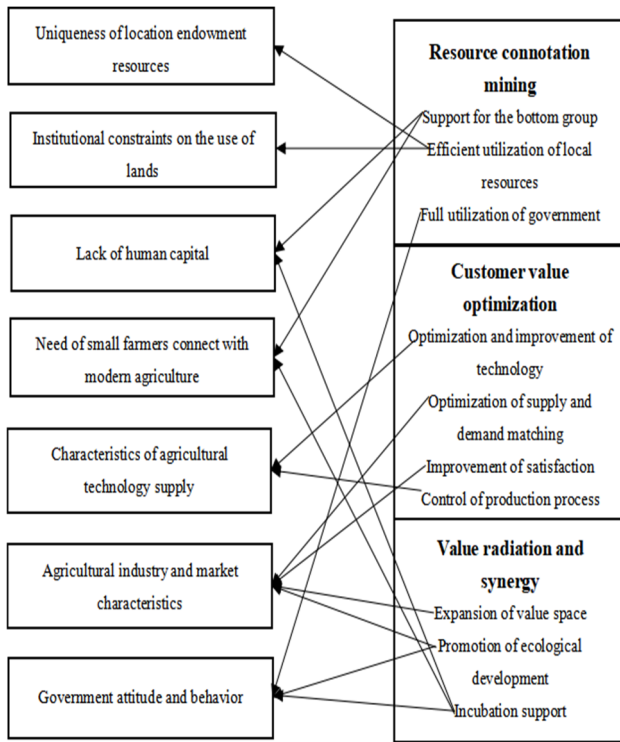 Uniqueness of location endowment
resources
Institutional constraints on the use of
lands
Lack of human capital
Need of small farmers connect with
modern agriculture
Characteristics of agricultural
technology supply
Agricultural industry and market
characteristics
Government attitude and behavior
Resource connotation
mining
Support for the bottom group
Efficient utilization of local
resources
Full utilization of government
Customer value
optimization
Optimization and improvement of
technology
Optimization of supply and
demand matching
Improvement of satisfaction
Control of production process
Value radiation and
synergy
Expansion of value space
Promotion of ecological
development
Incubation support